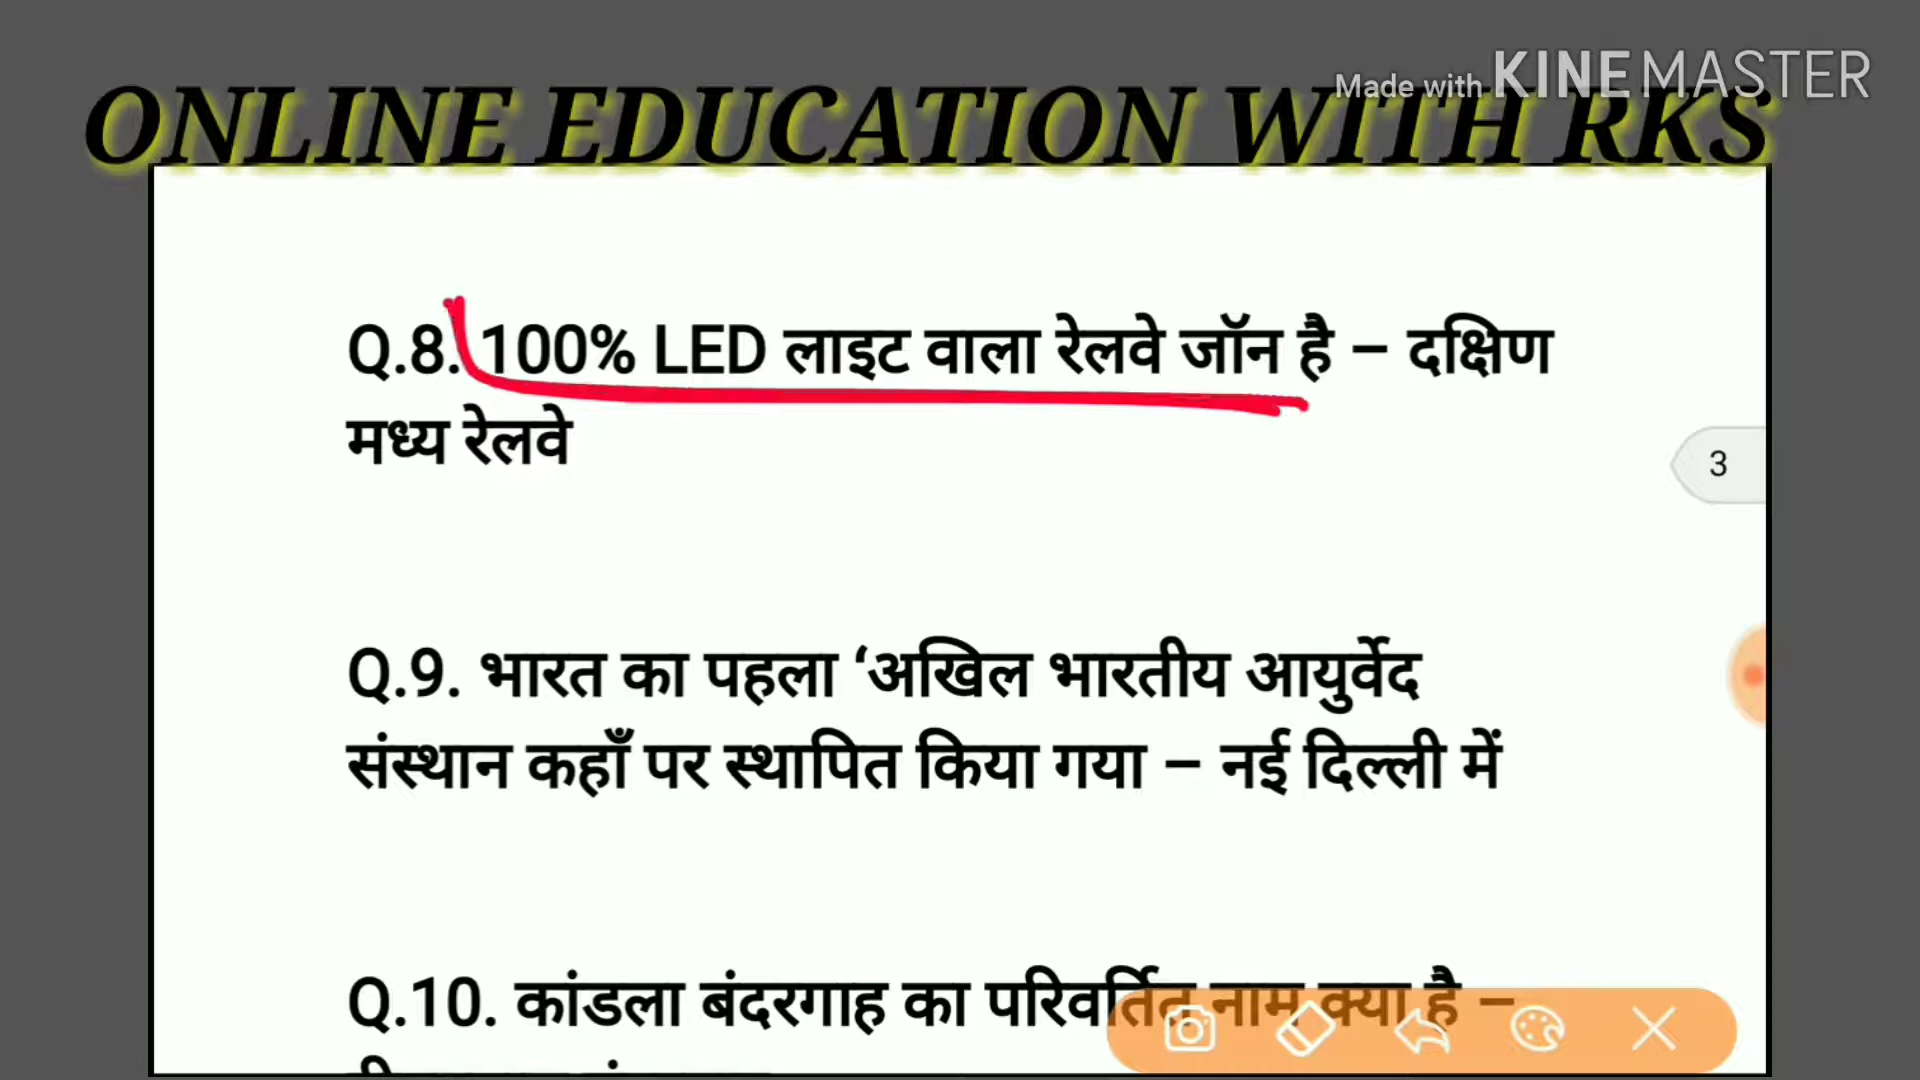 Made with KINEMASTER
ONLINE EDUCATION WITH RKS
Q.8. 100% LED लाइट वाला रेलवे जॉन है – दक्षिण
मध्य रेलवे
3
Q.9. भारत का पहला ‘अखिल भारतीय आयुर्वेद
संस्थान कहाँ पर स्थापित किया गया – नई दिल्ली में
Q.10. कांडला बंदरगाह का परिवर्तित नाम क्या है –